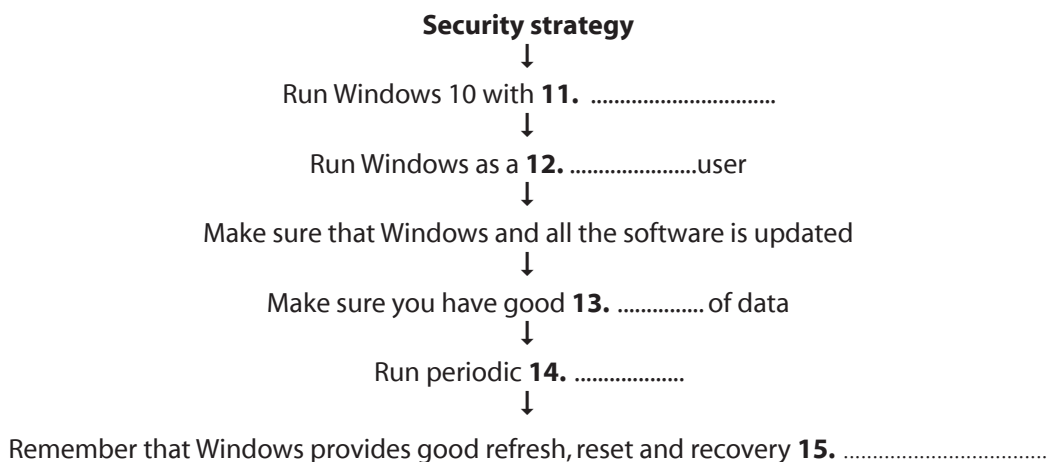 Security strategy
↓
Run Windows 10 with 11. ................................
↓
Run Windows as a 12. ......................user
↓
Make sure that Windows and all the software is updated
↓
Make sure you have good 13. ............... of data
↓
Run periodic 14. ...................
↓
Remember that Windows provides good refresh, reset and recovery 15. ..................................